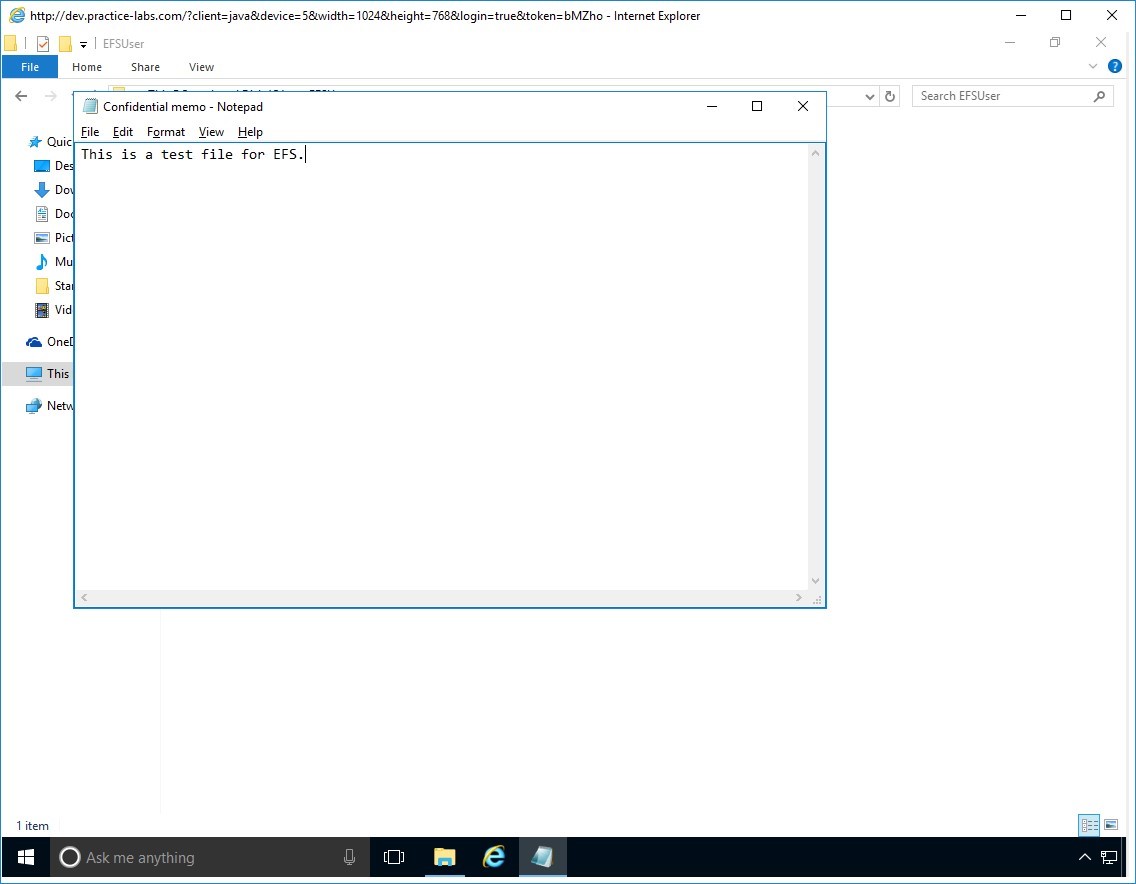 http://dev.practice-labs.com/?client=java&device=5&width=1024&height=768&login=true&token=bMZho - Internet Explorer
EFSUser
File Home Share View
Search EFSUser
Confidential memo - Notepad
File Edit Format View Help
This is a test file for EFS.
Quic
Des
Dov
Doc
Pict
Mu
Star
Vid
OneD
This
Netw
1 item
Ask me anything